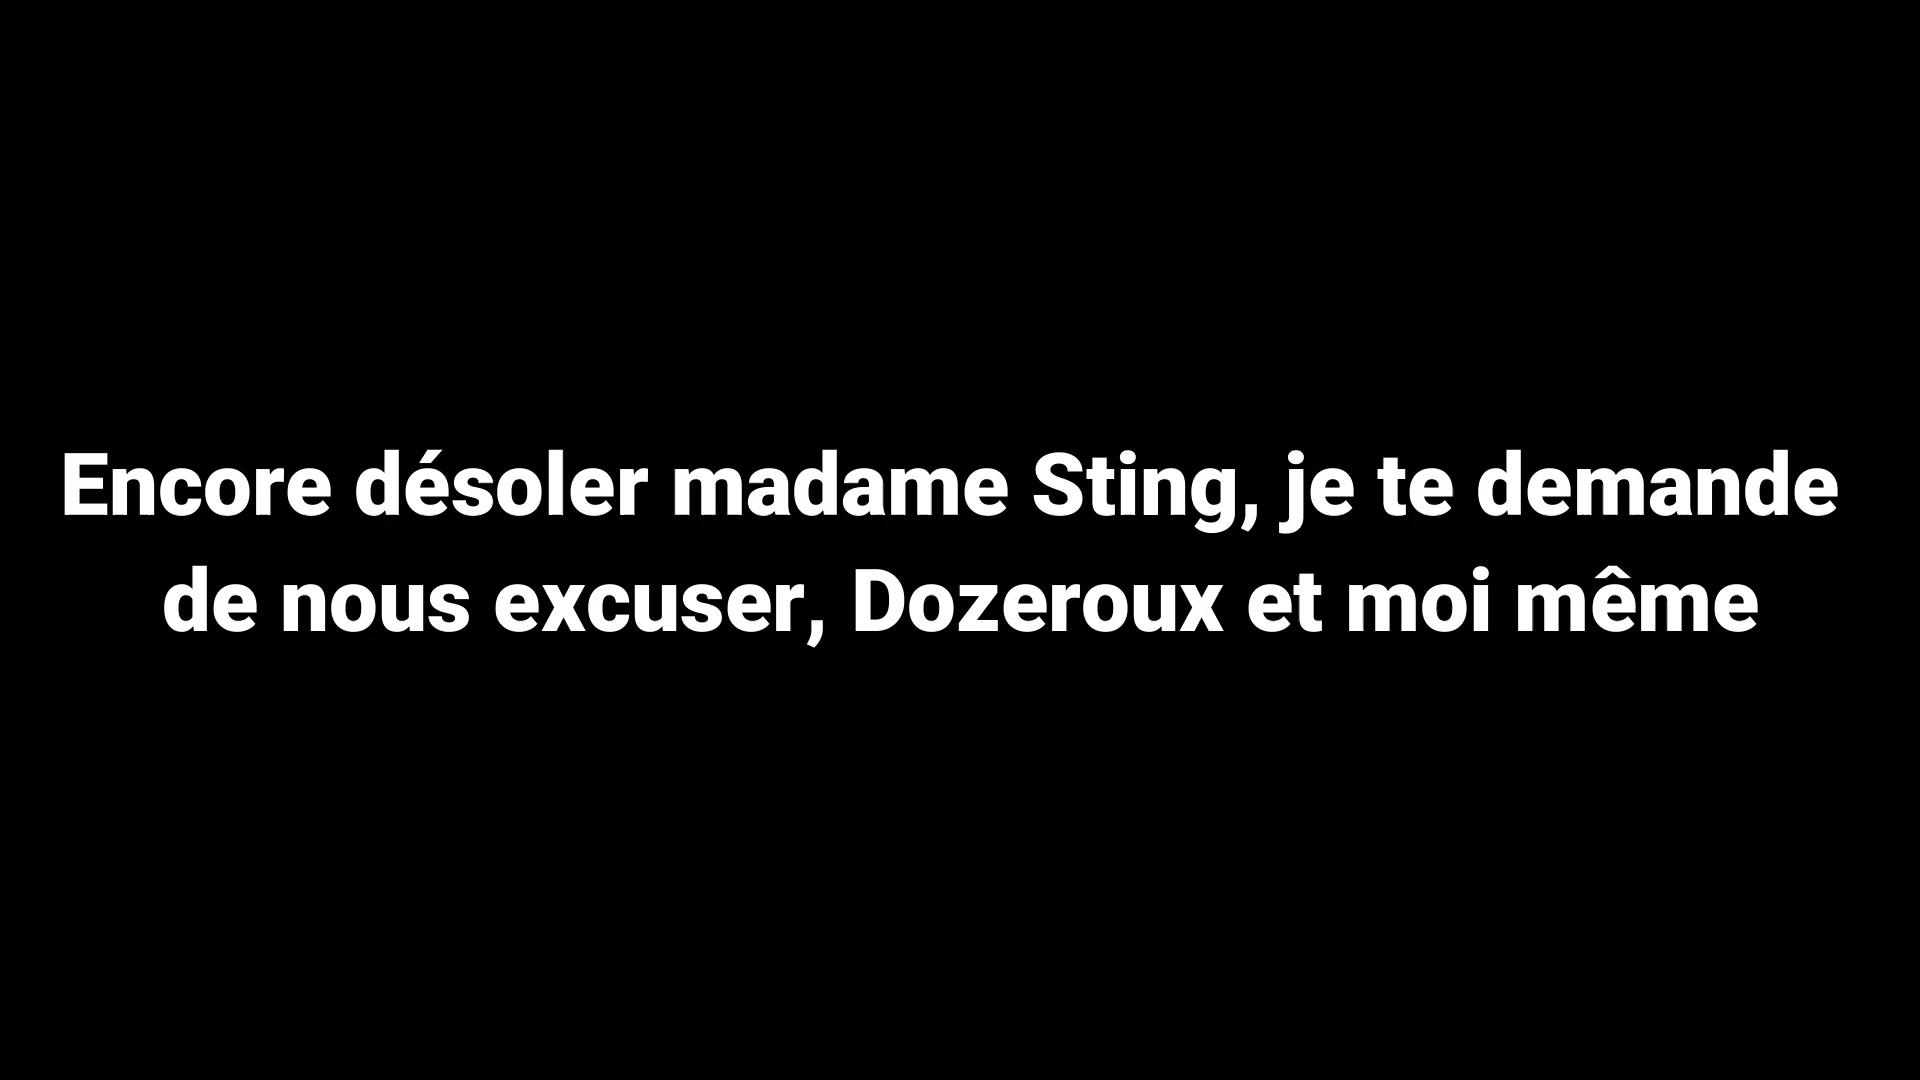 Encore désoler madame Sting, je te demande
de nous excuser, Dozeroux et moi même